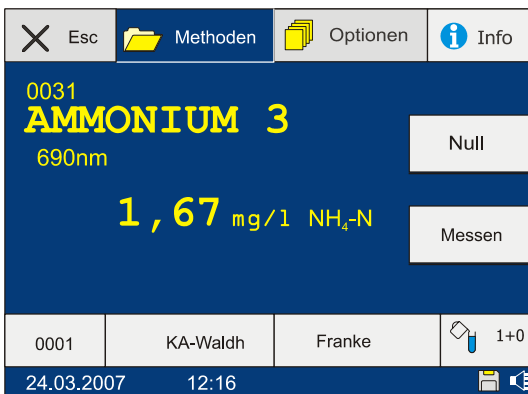 Esc Methoden Optionen Info
0031
AMMONIUM 3
690nm
Null
1,67 mg/l NH₄-N
Messen
0001 KA-Waldh Franke 1+0
24.03.2007 12:16